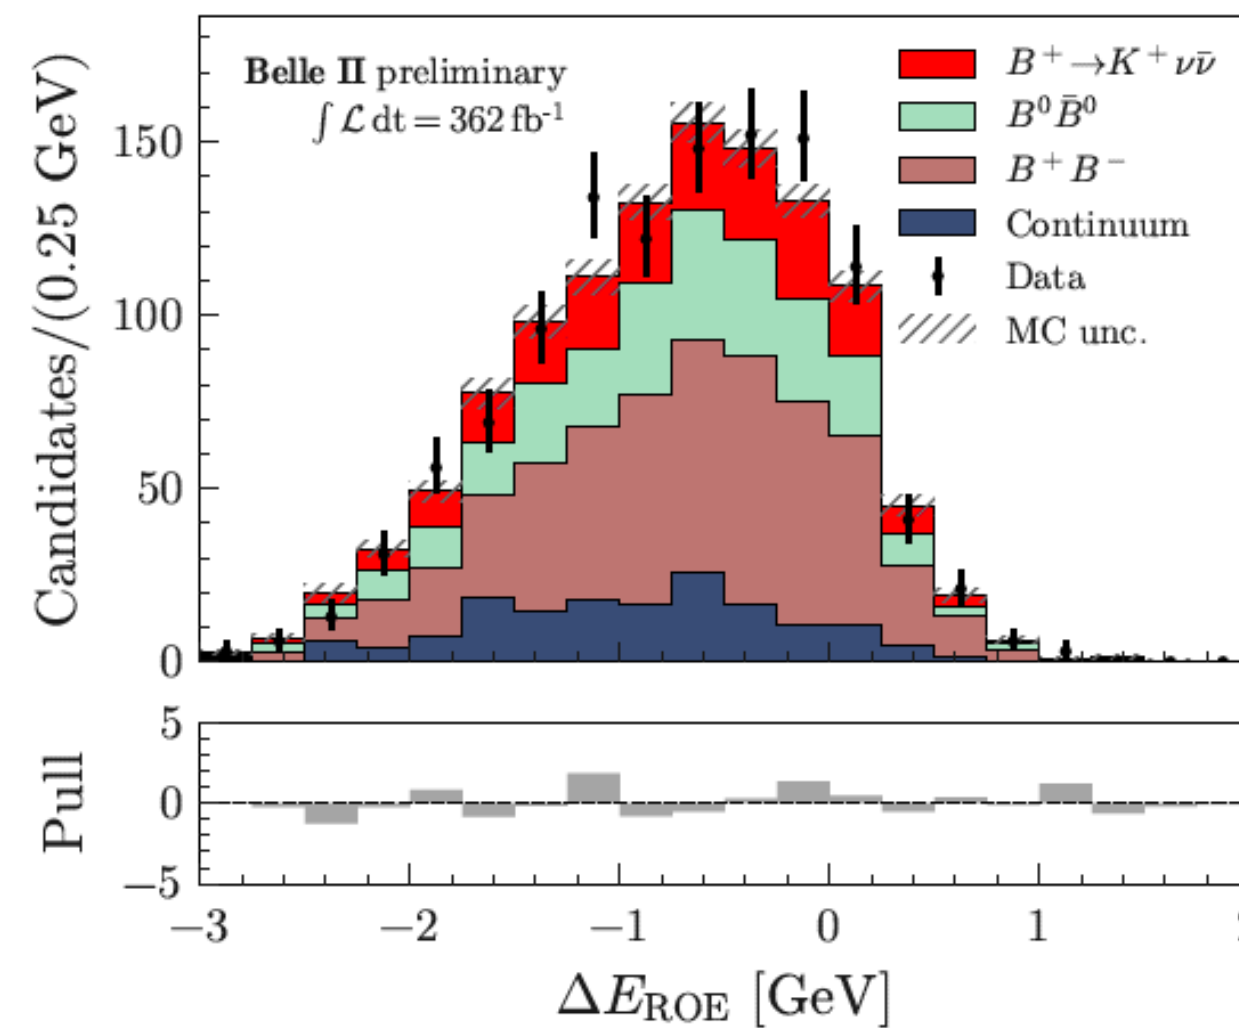 Belle II preliminary
∫ ℒ dt = 362 fb⁻¹
B⁺→K⁺νν̄
B⁰B̄⁰
B⁺B⁻
Continuum
Data
MC unc.
Candidates/(0.25 GeV)
150
100
50
0
Pull
5
0
−5
−3 −2 −1 0 1
ΔE_ROE [GeV]